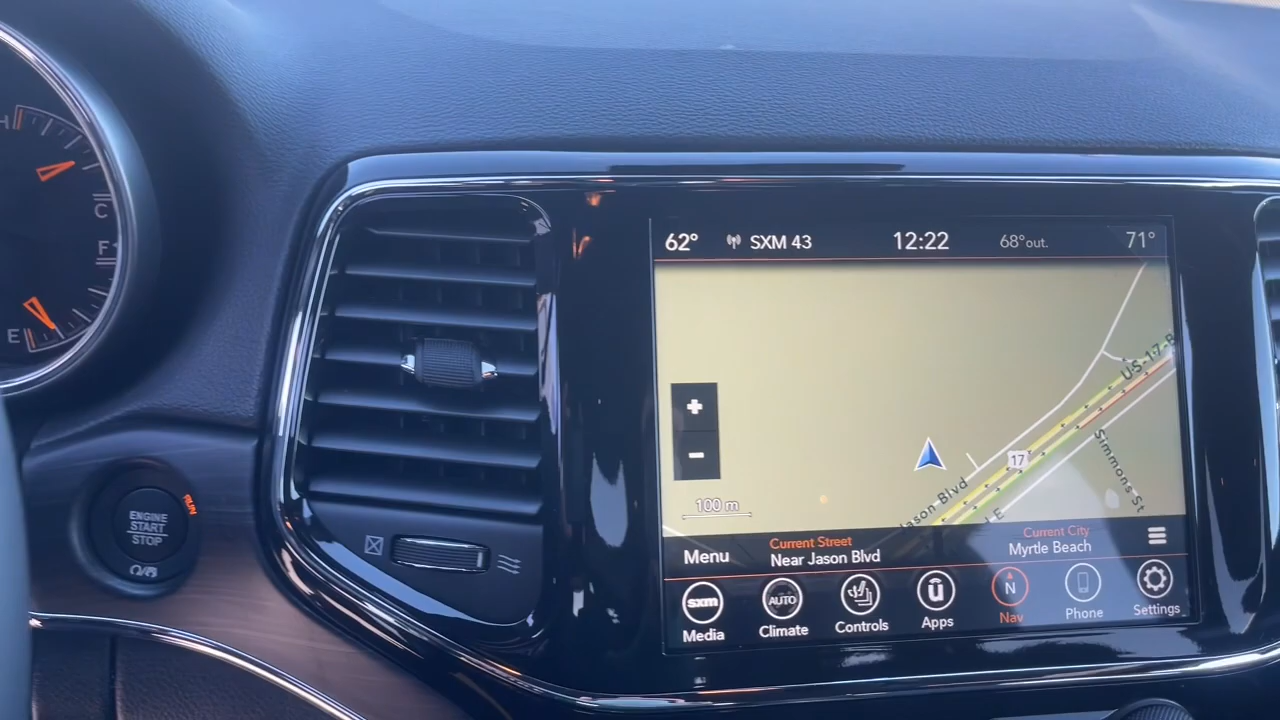 H
C
F
E
ENGINE
START
STOP
RUN
62°
SXM 43
12:22
68°out.
71°
+
-
100 m
US-17-B
17
Simmons St
Jason Blvd
Menu
Current Street
Near Jason Blvd
Current City
Myrtle Beach
sxm
Media
AUTO
Climate
Controls
Apps
N
Nav
Phone
Settings